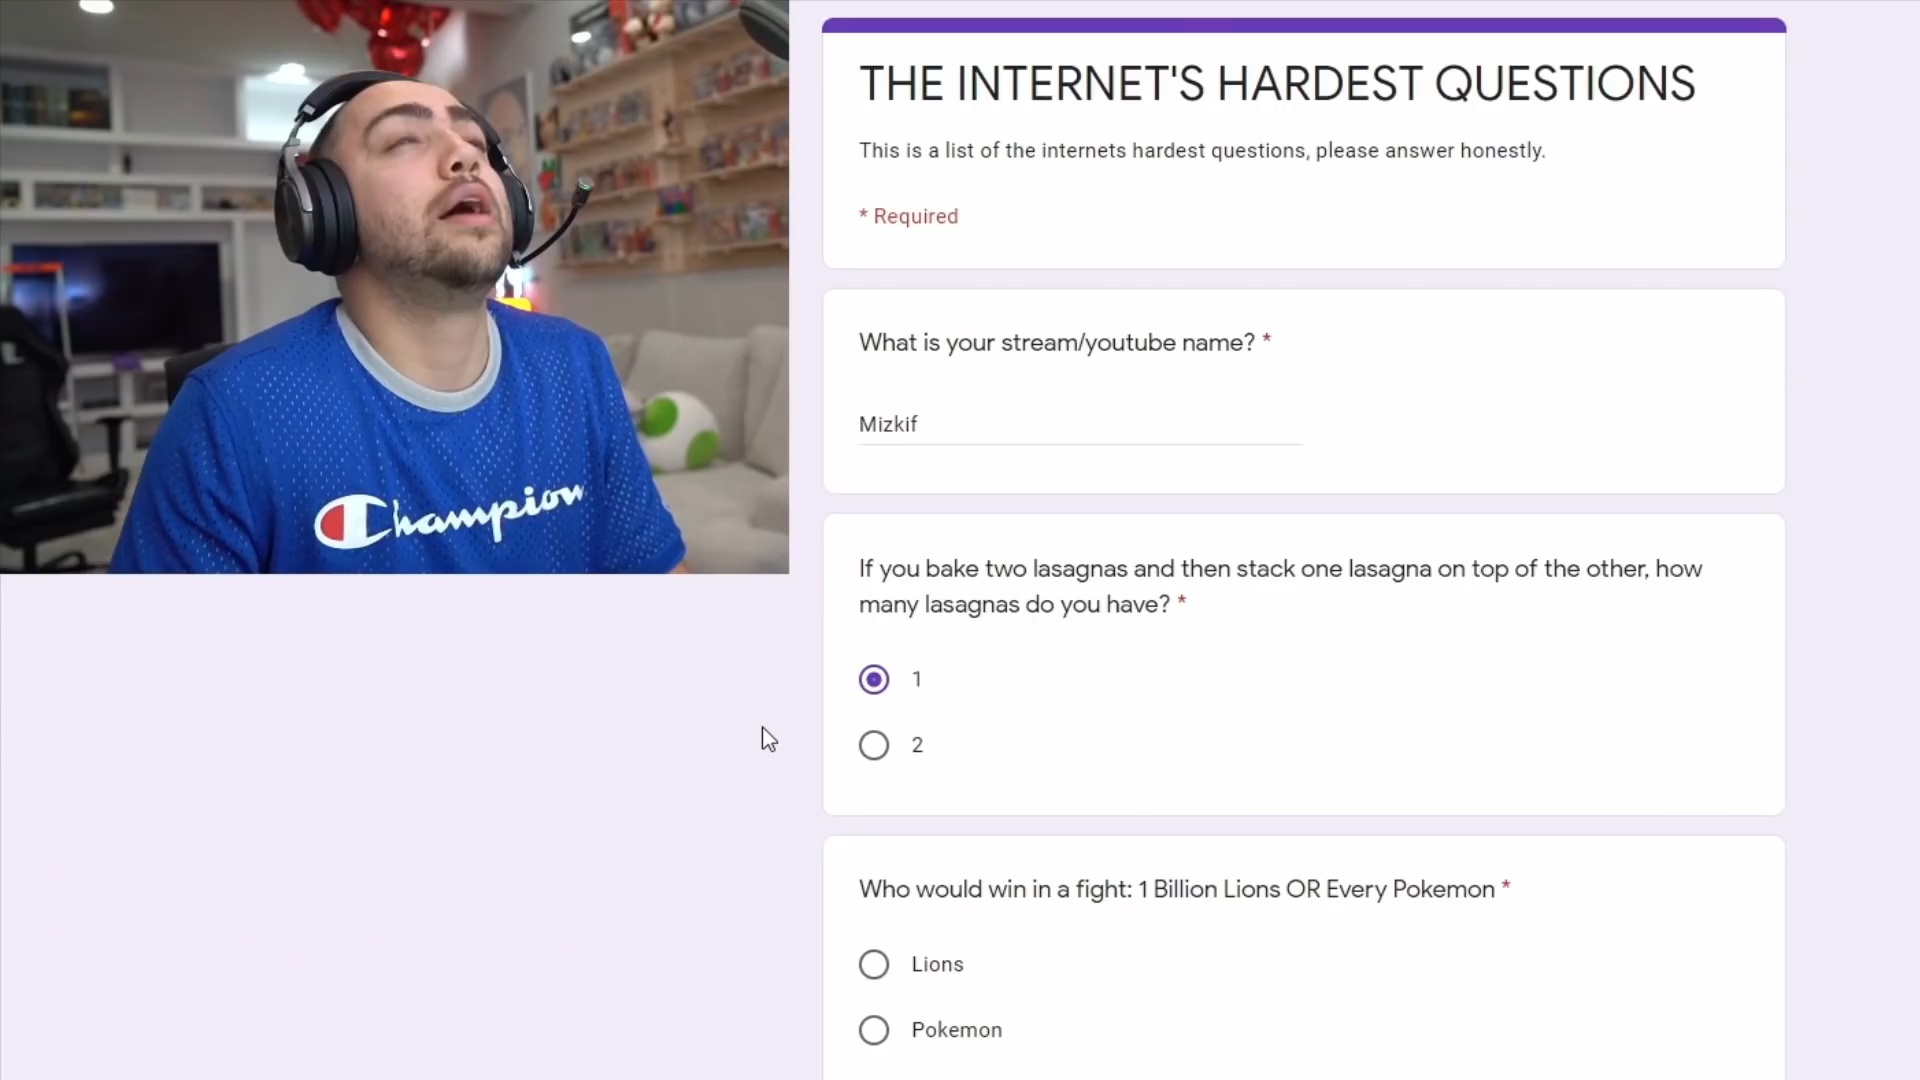 Champion
THE INTERNET'S HARDEST QUESTIONS
This is a list of the internets hardest questions, please answer honestly.
* Required
What is your stream/youtube name? *
Mizkif
If you bake two lasagnas and then stack one lasagna on top of the other, how
many lasagnas do you have? *
1
2
Who would win in a fight: 1 Billion Lions OR Every Pokemon *
Lions
Pokemon